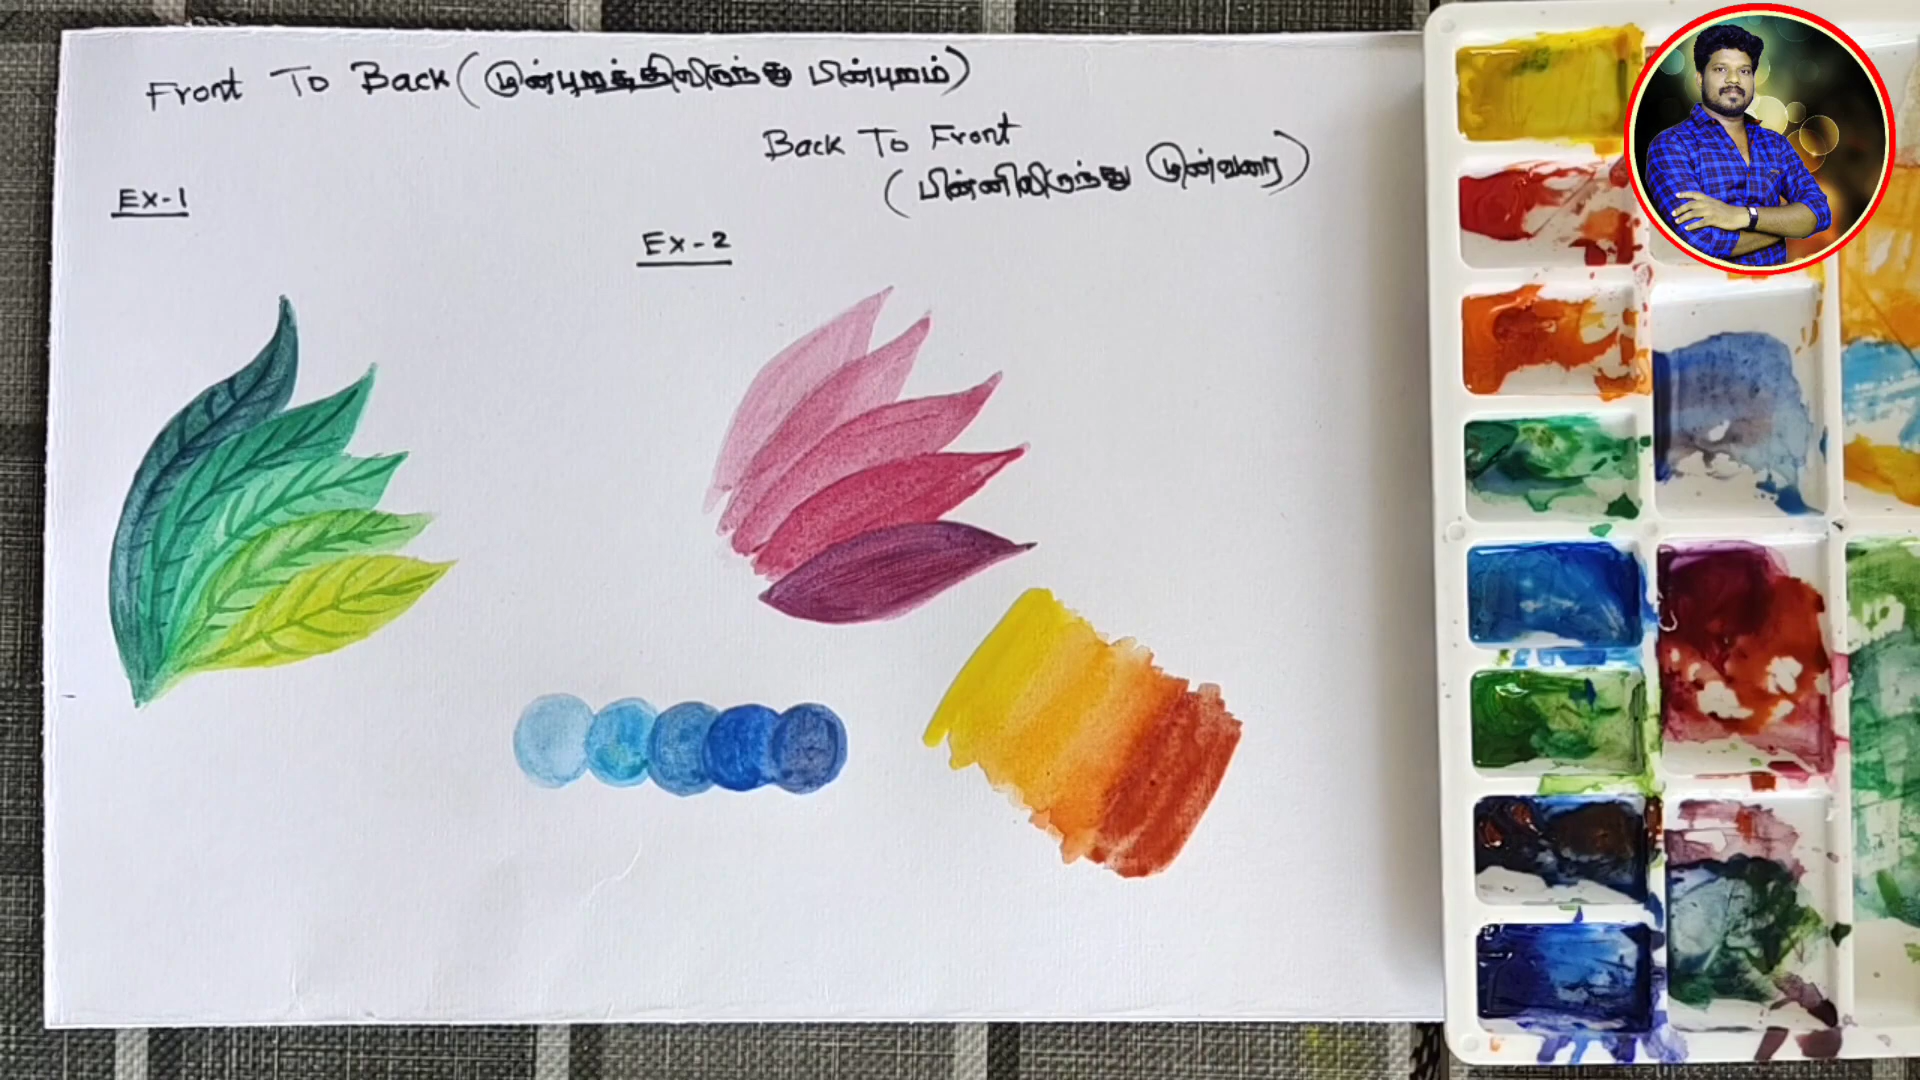 Front To Back (முன்புறத்திலிருந்து பின்புறம்)
Back To Front
(பின்னிலிருந்து முன்வரை)
Ex-1
Ex-2